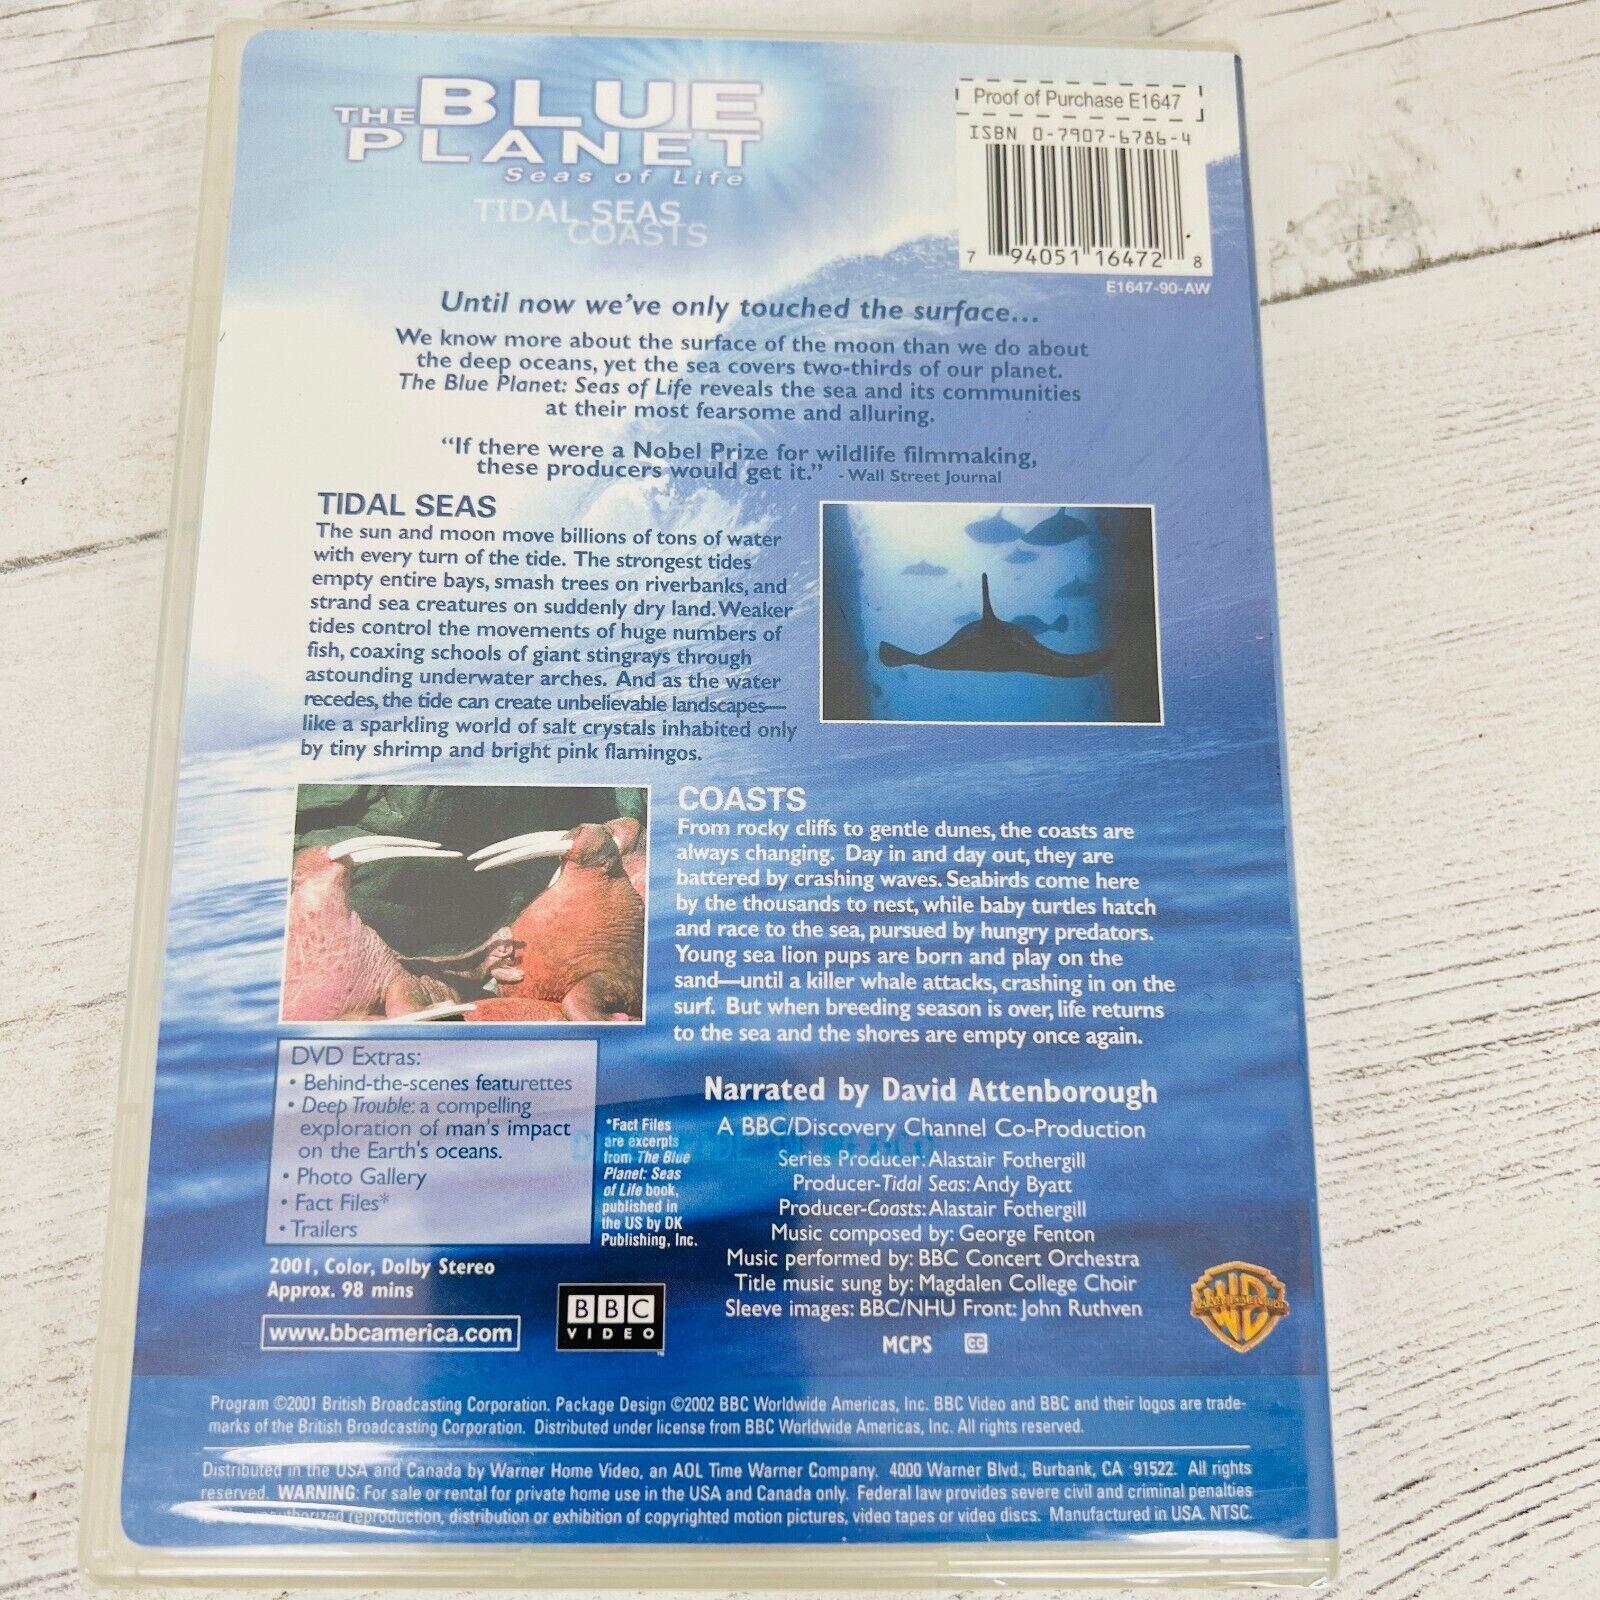 THE BLUE
PLANET
Seas of Life
TIDAL SEAS
COASTS
Proof of Purchase E1647
ISBN 0-7907-6786-4
7 94051 16472 8
E1647-90-AW
Until now we've only touched the surface...
We know more about the surface of the moon than we do about
the deep oceans, yet the sea covers two-thirds of our planet.
The Blue Planet: Seas of Life reveals the sea and its communities
at their most fearsome and alluring.
“If there were a Nobel Prize for wildlife filmmaking,
these producers would get it.” - Wall Street Journal
TIDAL SEAS
The sun and moon move billions of tons of water
with every turn of the tide. The strongest tides
empty entire bays, smash trees on riverbanks, and
strand sea creatures on suddenly dry land. Weaker
tides control the movements of huge numbers of
fish, coaxing schools of giant stingrays through
astounding underwater arches. And as the water
recedes, the tide can create unbelievable landscapes—
like a sparkling world of salt crystals inhabited only
by tiny shrimp and bright pink flamingos.
COASTS
From rocky cliffs to gentle dunes, the coasts are
always changing. Day in and day out, they are
battered by crashing waves. Seabirds come here
by the thousands to nest, while baby turtles hatch
and race to the sea, pursued by hungry predators.
Young sea lion pups are born and play on the
sand—until a killer whale attacks, crashing in on the
surf. But when breeding season is over, life returns
to the sea and the shores are empty once again.
DVD Extras:
• Behind-the-scenes featurettes
• Deep Trouble: a compelling
exploration of man's impact
on the Earth's oceans.
• Photo Gallery
• Fact Files*
• Trailers
*Fact Files
are excerpts
from The Blue
Planet: Seas
of Life book,
published in
the US by DK
Publishing, Inc.
2001, Color, Dolby Stereo
Approx. 98 mins
www.bbcamerica.com
BBC
VIDEO
Narrated by David Attenborough
A BBC/Discovery Channel Co-Production
Series Producer: Alastair Fothergill
Producer-Tidal Seas: Andy Byatt
Producer-Coasts: Alastair Fothergill
Music composed by: George Fenton
Music performed by: BBC Concert Orchestra
Title music sung by: Magdalen College Choir
Sleeve images: BBC/NHU Front: John Ruthven
MCPS CC
WB
Program ©2001 British Broadcasting Corporation. Package Design ©2002 BBC Worldwide Americas, Inc. BBC Video and BBC and their logos are trade-
marks of the British Broadcasting Corporation. Distributed under license from BBC Worldwide Americas, Inc. All rights reserved.
Distributed in the USA and Canada by Warner Home Video, an AOL Time Warner Company. 4000 Warner Blvd., Burbank, CA 91522. All rights
reserved. WARNING: For sale or rental for private home use in the USA and Canada only. Federal law provides severe civil and criminal penalties
unauthorized reproduction, distribution or exhibition of copyrighted motion pictures, video tapes or video discs. Manufactured in USA. NTSC.